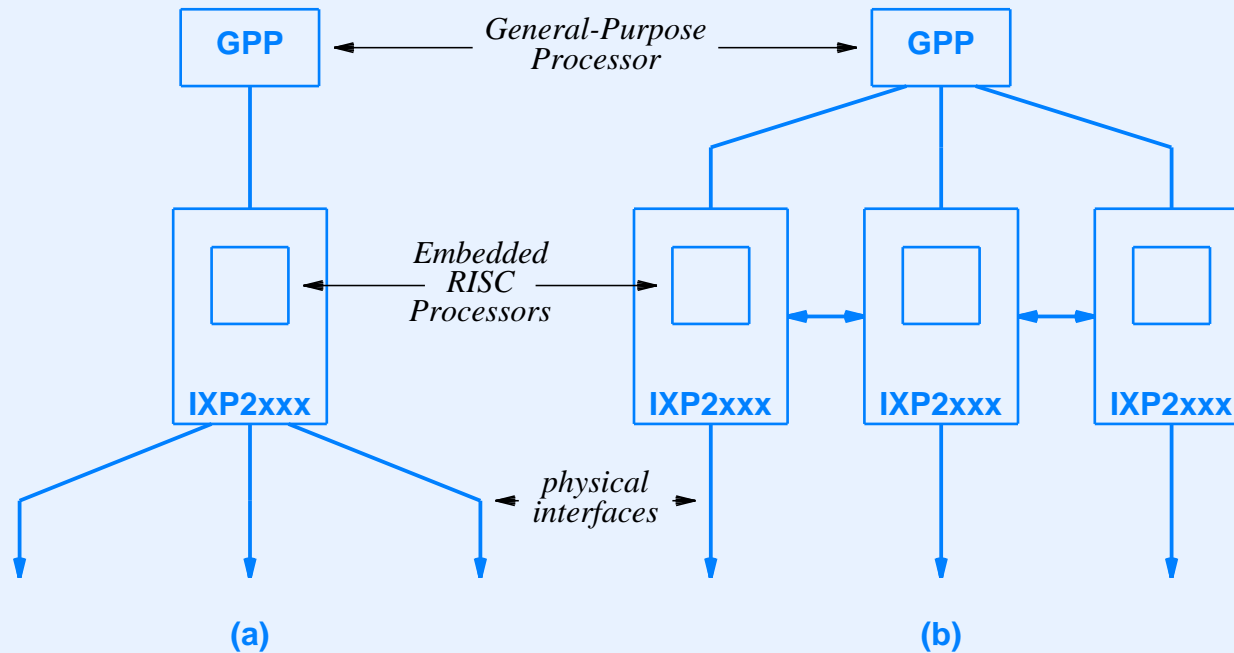 GPP
General-Purpose
Processor
GPP
Embedded
RISC
Processors
IXP2xxx
IXP2xxx
IXP2xxx
IXP2xxx
physical
interfaces
(a)
(b)